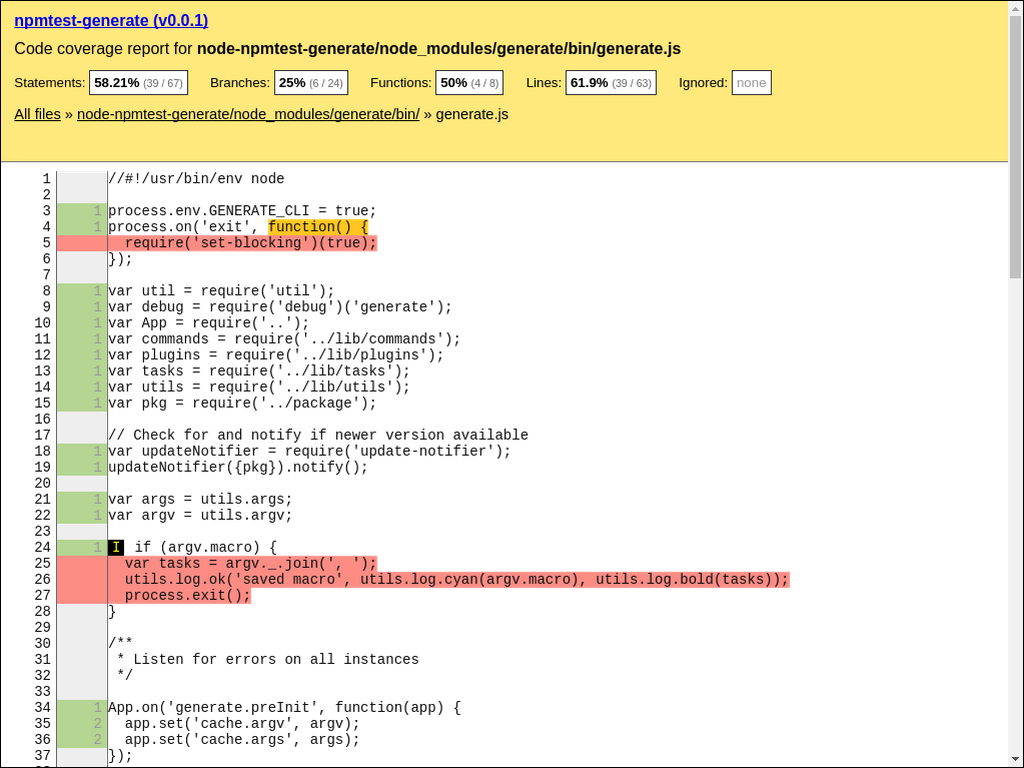 npmtest-generate (v0.0.1)
Code coverage report for node-npmtest-generate/node_modules/generate/bin/generate.js
Statements: 58.21% (39 / 67) Branches: 25% (6 / 24) Functions: 50% (4 / 8) Lines: 61.9% (39 / 63) Ignored: none
All files » node-npmtest-generate/node_modules/generate/bin/ » generate.js
1 //#!/usr/bin/env node
2
3 1 process.env.GENERATE_CLI = true;
4 1 process.on('exit', function() {
5 require('set-blocking')(true);
6 });
7
8 1 var util = require('util');
9 1 var debug = require('debug')('generate');
10 1 var App = require('..');
11 1 var commands = require('../lib/commands');
12 1 var plugins = require('../lib/plugins');
13 1 var tasks = require('../lib/tasks');
14 1 var utils = require('../lib/utils');
15 1 var pkg = require('../package');
16
17 // Check for and notify if newer version available
18 1 var updateNotifier = require('update-notifier');
19 1 updateNotifier({pkg}).notify();
20
21 1 var args = utils.args;
22 1 var argv = utils.argv;
23
24 1 I if (argv.macro) {
25 var tasks = argv._.join(', ');
26 utils.log.ok('saved macro', utils.log.cyan(argv.macro), utils.log.bold(tasks));
27 process.exit();
28 }
29
30 /**
31 * Listen for errors on all instances
32 */
33
34 1 App.on('generate.preInit', function(app) {
35 2 app.set('cache.argv', argv);
36 2 app.set('cache.args', args);
37 });